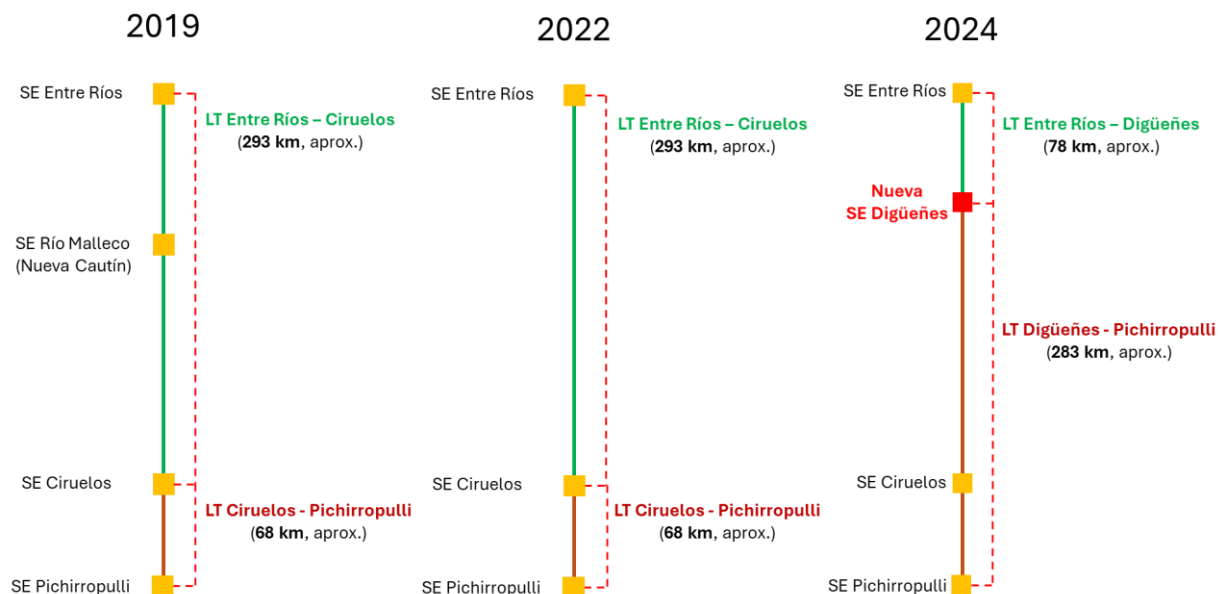 2019
SE Entre Ríos
LT Entre Ríos – Ciruelos
(293 km, aprox.)
SE Río Malleco
(Nueva Cautín)
SE Ciruelos
LT Ciruelos - Pichirropulli
(68 km, aprox.)
SE Pichirropulli
2022
SE Entre Ríos
LT Entre Ríos – Ciruelos
(293 km, aprox.)
SE Ciruelos
LT Ciruelos - Pichirropulli
(68 km, aprox.)
SE Pichirropulli
2024
SE Entre Ríos
LT Entre Ríos – Digüeñes
(78 km, aprox.)
Nueva
SE Digüeñes
LT Digüeñes - Pichirropulli
(283 km, aprox.)
SE Ciruelos
SE Pichirropulli